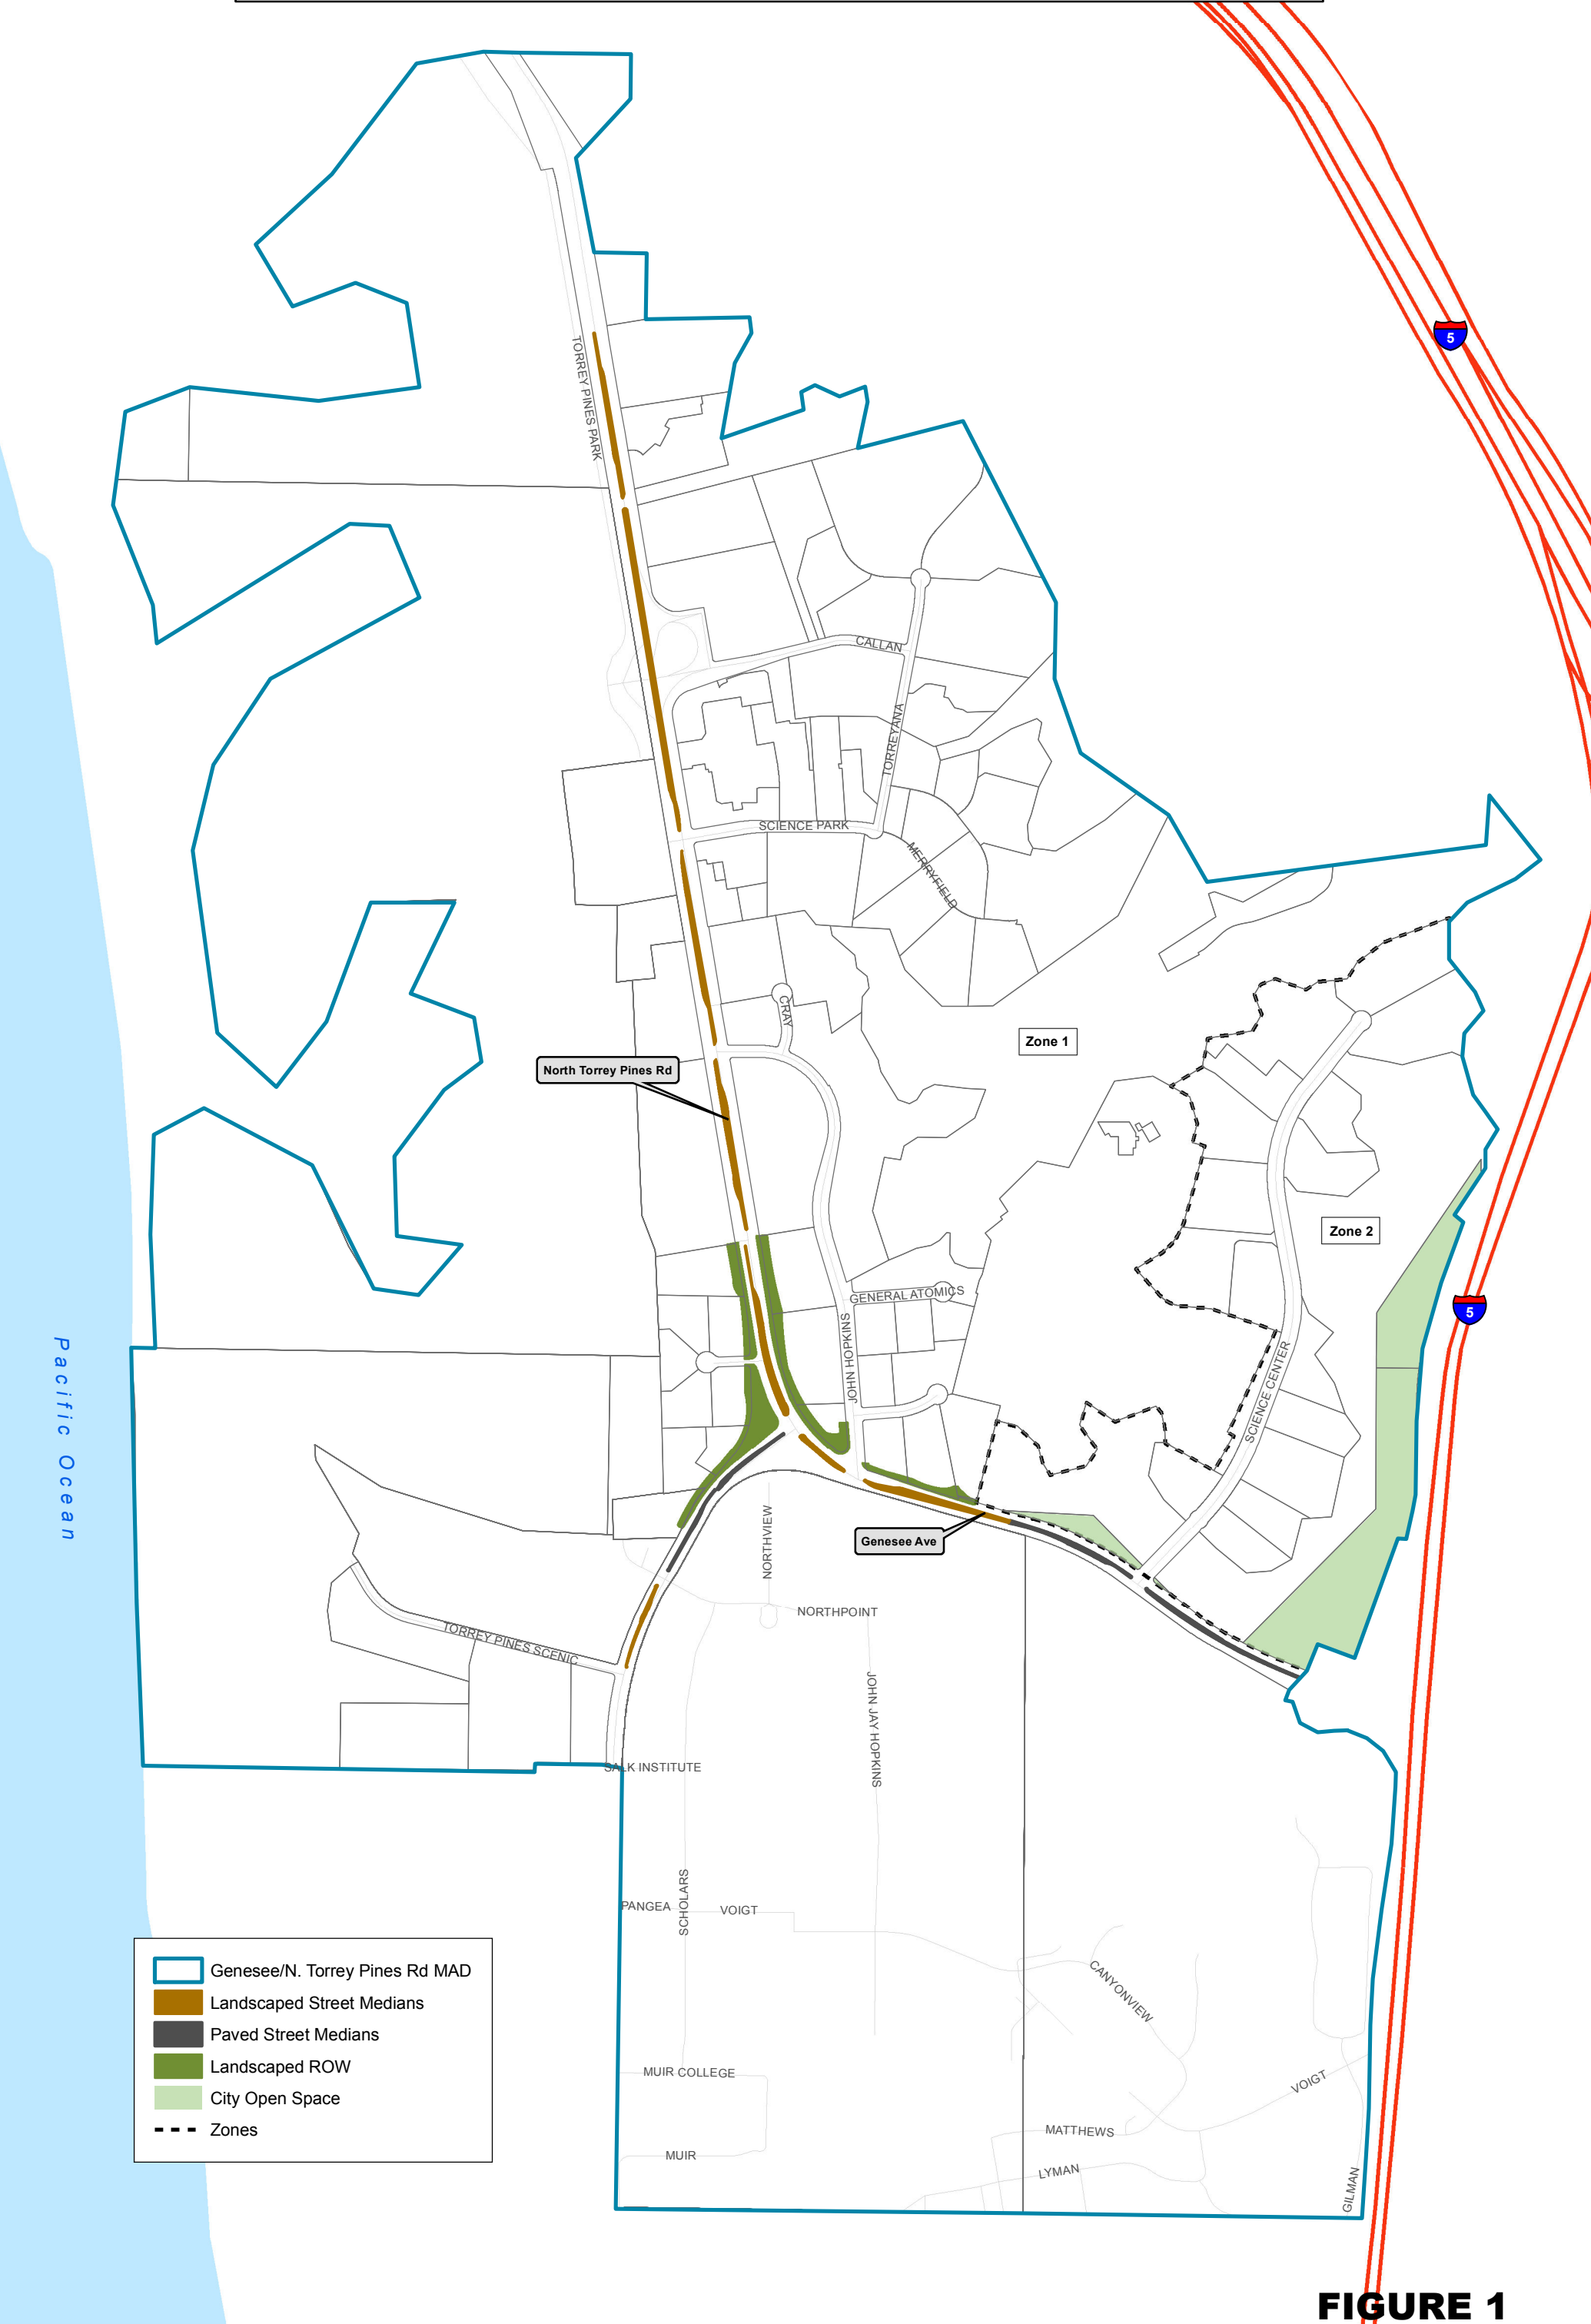 5
TORREY PINES PARK
CALLAN
TORREYANA
SCIENCE PARK
MERRYFIELD
CRAY
Zone 1
North Torrey Pines Rd
Zone 2
GENERAL ATOMICS
5
JOHN HOPKINS
SCIENCE CENTER
Pacific Ocean
Genesee Ave
NORTHVIEW
NORTHPOINT
TORREY PINES SCENIC
JOHN JAY HOPKINS
SALK INSTITUTE
SCHOLARS
PANGEA
VOIGT
CANYONVIEW
Genesee/N. Torrey Pines Rd MAD
Landscaped Street Medians
Paved Street Medians
Landscaped ROW
City Open Space
Zones
MUIR COLLEGE
VOIGT
MATTHEWS
MUIR
LYMAN
GILMAN
FIGURE 1